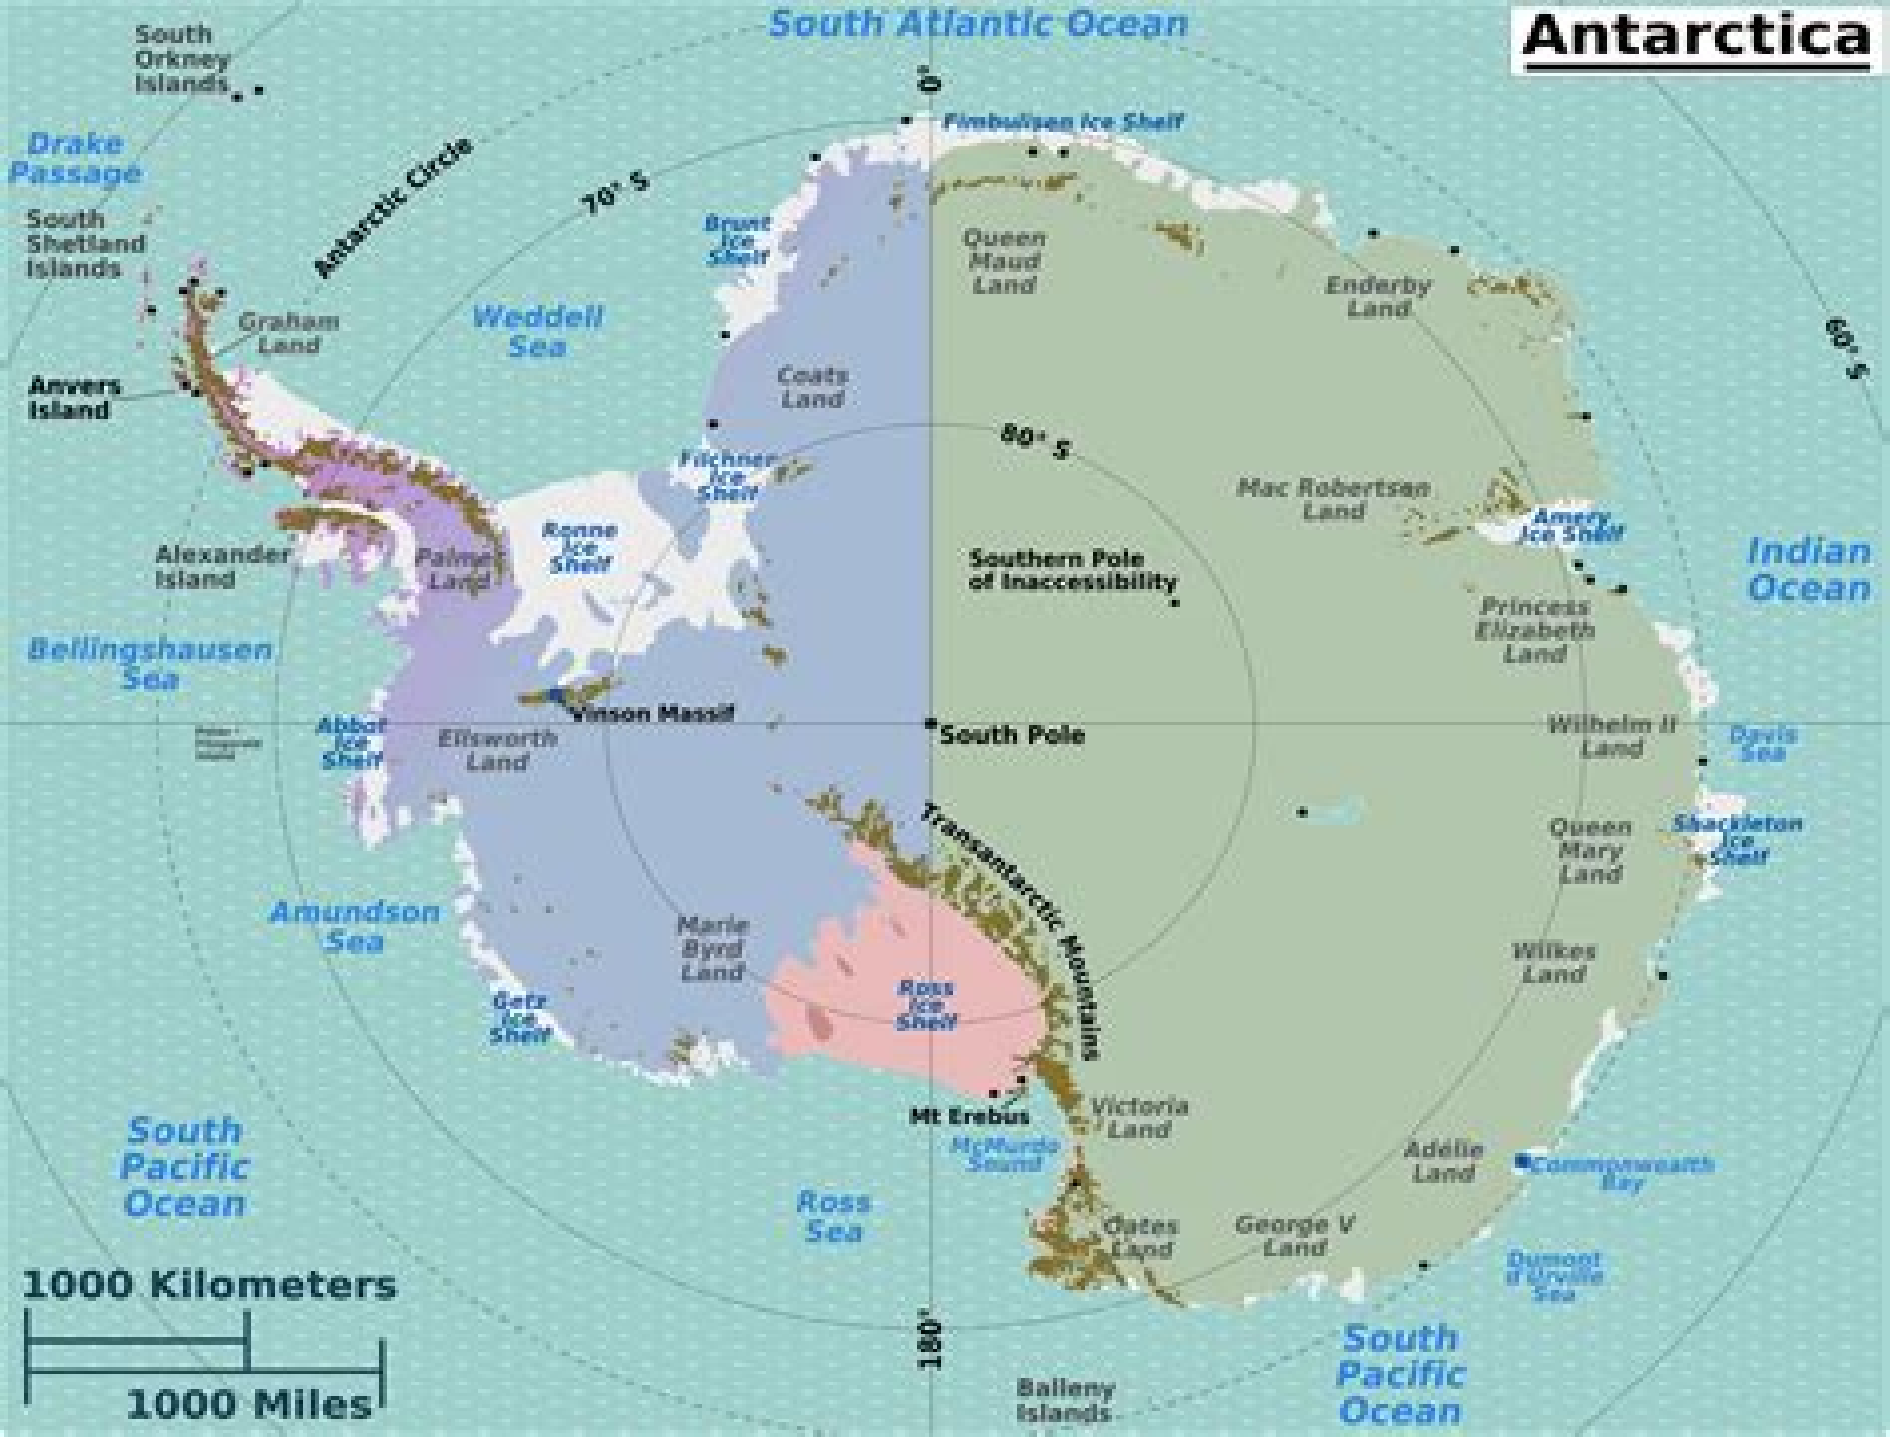 South Atlantic Ocean
Antarctica
South
Orkney
Islands
0°
Fimbulisen Ice Shelf
Drake
Passage
Antarctic Circle
70° S
South
Shetland
Islands
Brunt
Ice
Shelf
Queen
Maud
Land
Enderby
Land
60° S
Graham
Land
Weddell
Sea
Anvers
Island
Coats
Land
80° S
Filchner
Ice
Shelf
Mac Robertson
Land
Amery
Ice Shelf
Ronne
Ice
Shelf
Alexander
Island
Palmer
Land
Southern Pole
of Inaccessibility
Indian
Ocean
Princess
Elizabeth
Land
Bellingshausen
Sea
Vinson Massif
South Pole
Abbot
Ice
Shelf
Ellsworth
Land
Wilhelm II
Land
Davis
Sea
Transantarctic Mountains
Queen
Mary
Land
Shackleton
Ice
Shelf
Amundson
Sea
Marie
Byrd
Land
Wilkes
Land
Ross
Ice
Shelf
Getz
Ice
Shelf
Mt Erebus
McMurdo
Sound
Victoria
Land
Adélie
Land
Commonwealth
Bay
South
Pacific
Ocean
Ross
Sea
Oates
Land
George V
Land
Dumont
d'Urville
Sea
1000 Kilometers
1000 Miles
180°
South
Pacific
Ocean
Balleny
Islands